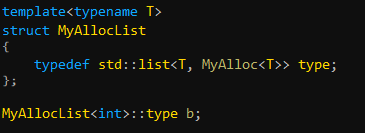 template<typename T>
struct MyAllocList
{
    typedef std::list<T, MyAlloc<T>> type;
};

MyAllocList<int>::type b;